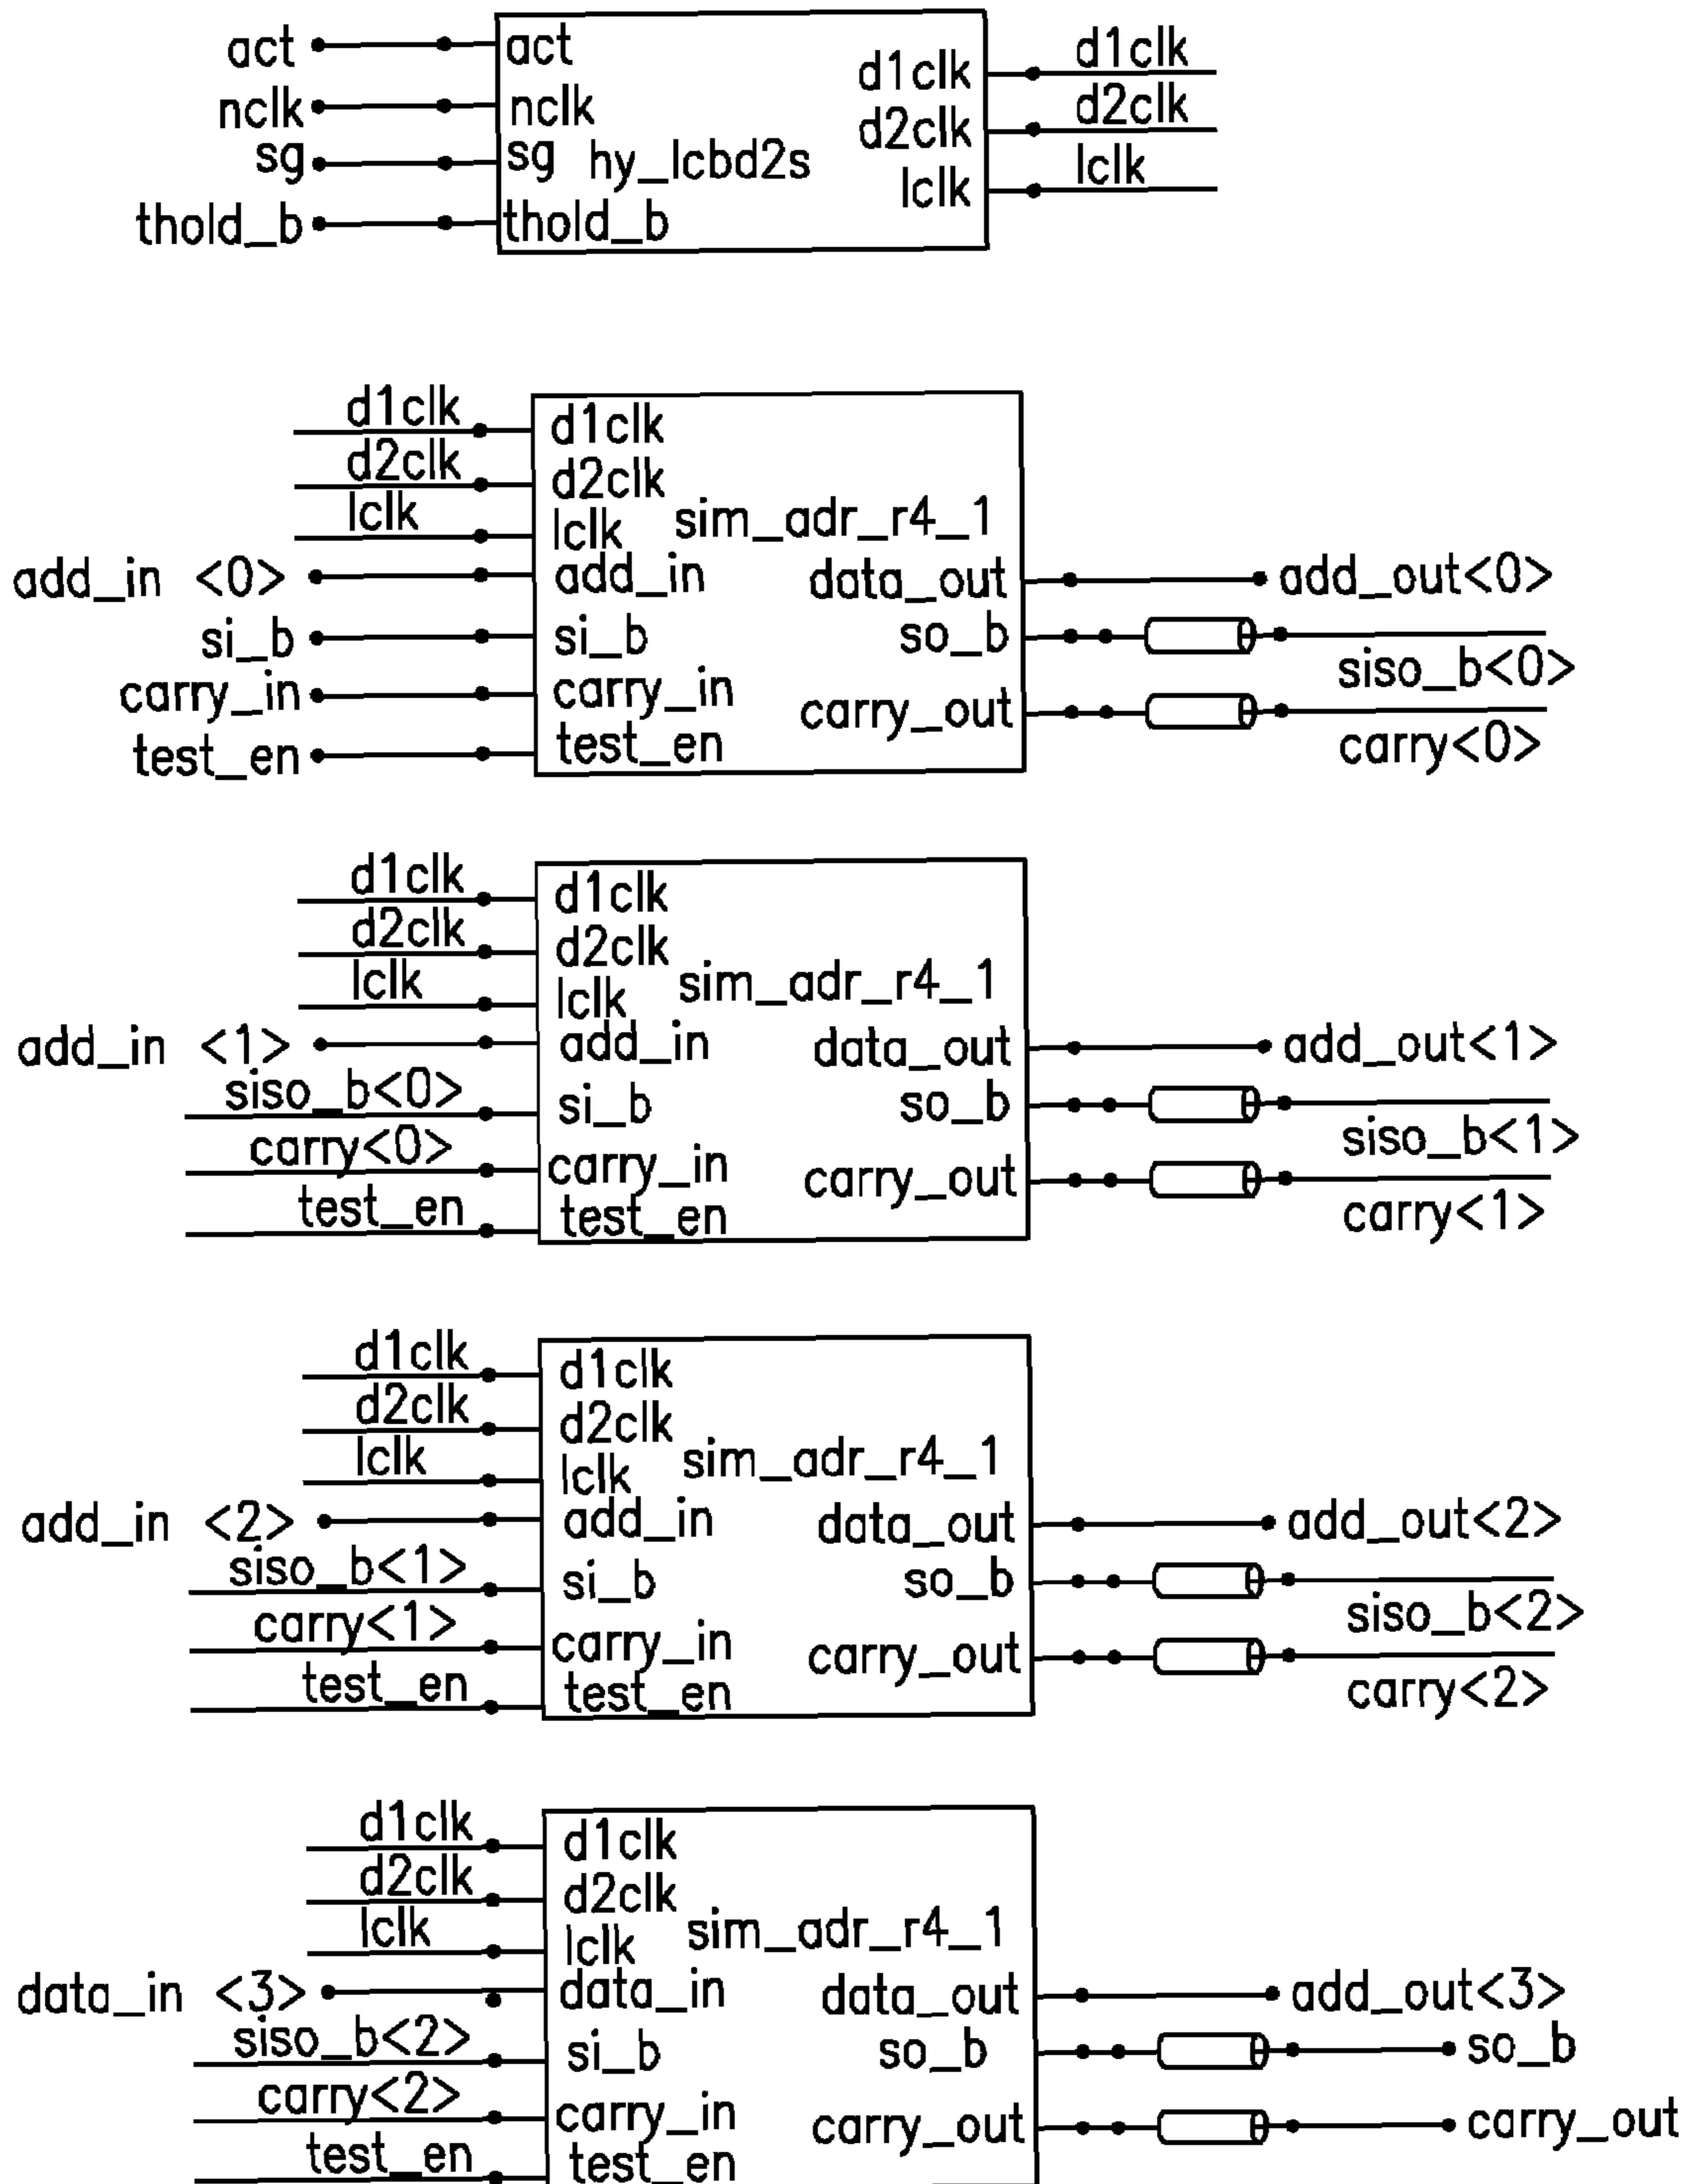 act act d1clk d1clk
nclk nclk d2clk d2clk
sg sg hy_lcbd2s lclk lclk
thold_b thold_b
d1clk d1clk
d2clk d2clk
lclk lclk sim_adr_r4_1
add_in <0> add_in data_out add_out<0>
si_b si_b so_b siso_b<0>
carry_in carry_in carry_out carry<0>
test_en test_en
d1clk d1clk
d2clk d2clk
lclk lclk sim_adr_r4_1
add_in <1> add_in data_out add_out<1>
siso_b<0> si_b so_b siso_b<1>
carry<0> carry_in carry_out carry<1>
test_en test_en
d1clk d1clk
d2clk d2clk
lclk lclk sim_adr_r4_1
add_in <2> add_in data_out add_out<2>
siso_b<1> si_b so_b siso_b<2>
carry<1> carry_in carry_out carry<2>
test_en test_en
d1clk d1clk
d2clk d2clk
lclk lclk sim_adr_r4_1
data_in <3> data_in data_out add_out<3>
siso_b<2> si_b so_b so_b
carry<2> carry_in carry_out carry_out
test_en test_en